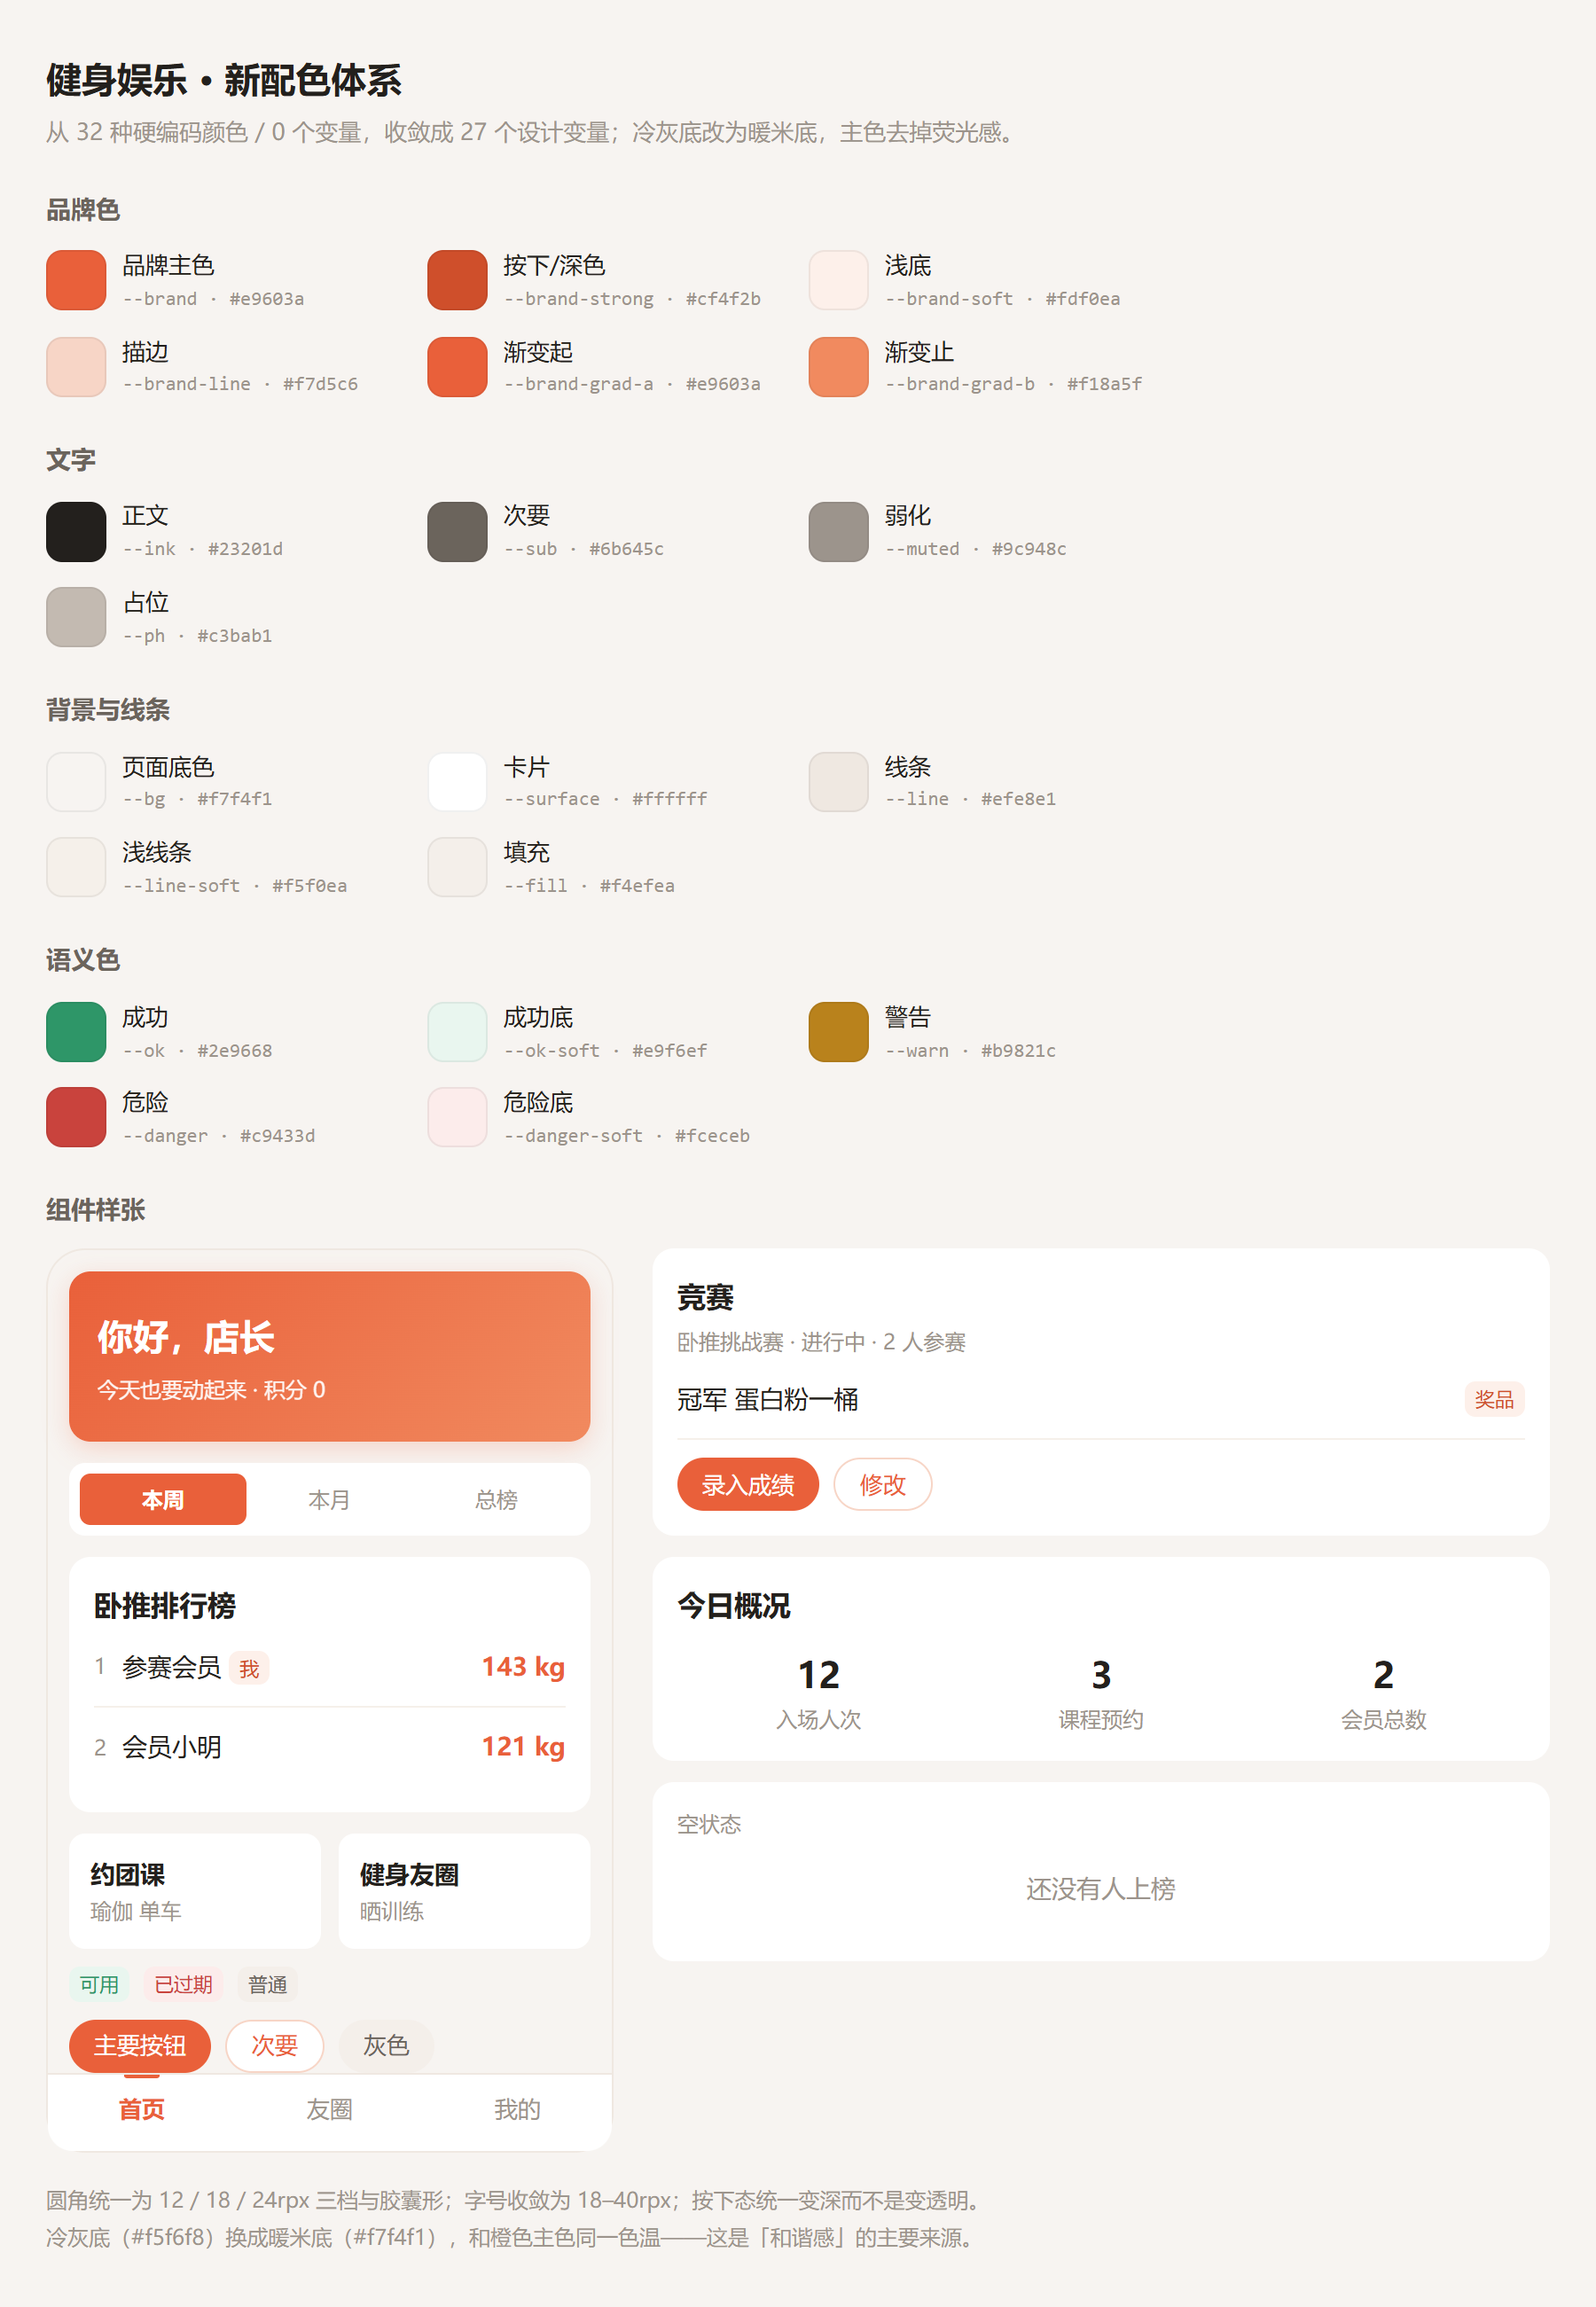 健身娱乐 · 新配色体系
从 32 种硬编码颜色 / 0 个变量，收敛成 27 个设计变量；冷灰底改为暖米底，主色去掉荧光感。
品牌色
品牌主色
--brand · #e9603a
按下/深色
--brand-strong · #cf4f2b
浅底
--brand-soft · #fdf0ea
描边
--brand-line · #f7d5c6
渐变起
--brand-grad-a · #e9603a
渐变止
--brand-grad-b · #f18a5f
文字
正文
--ink · #23201d
次要
--sub · #6b645c
弱化
--muted · #9c948c
占位
--ph · #c3bab1
背景与线条
页面底色
--bg · #f7f4f1
卡片
--surface · #ffffff
线条
--line · #efe8e1
浅线条
--line-soft · #f5f0ea
填充
--fill · #f4efea
语义色
成功
--ok · #2e9668
成功底
--ok-soft · #e9f6ef
警告
--warn · #b9821c
危险
--danger · #c9433d
危险底
--danger-soft · #fceceb
组件样张
你好，店长
今天也要动起来 · 积分 0
本周 本月 总榜
卧推排行榜
1 参赛会员 我 143 kg
2 会员小明 121 kg
约团课
瑜伽 单车
健身友圈
晒训练
可用 已过期 普通
主要按钮 次要 灰色
首页 友圈 我的
竞赛
卧推挑战赛 · 进行中 · 2 人参赛
冠军 蛋白粉一桶 奖品
录入成绩 修改
今日概况
12 3 2
入场人次 课程预约 会员总数
空状态
还没有人上榜
圆角统一为 12 / 18 / 24rpx 三档与胶囊形；字号收敛为 18–40rpx；按下态统一变深而不是变透明。
冷灰底（#f5f6f8）换成暖米底（#f7f4f1），和橙色主色同一色温——这是「和谐感」的主要来源。